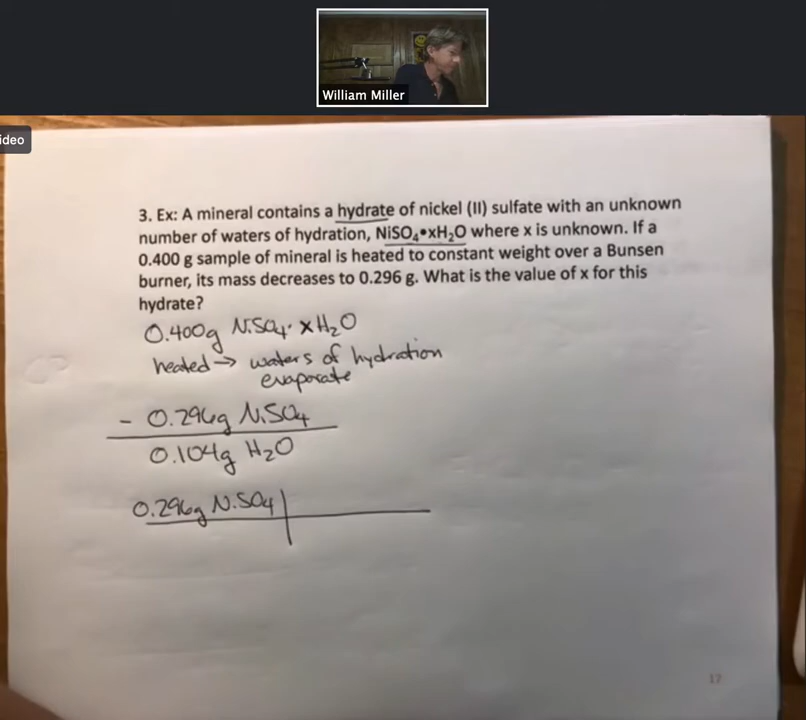 William Miller
ideo
3. Ex: A mineral contains a hydrate of nickel (II) sulfate with an unknown
number of waters of hydration, NiSO₄•xH₂O where x is unknown. If a
0.400 g sample of mineral is heated to constant weight over a Bunsen
burner, its mass decreases to 0.296 g. What is the value of x for this
hydrate?
0.400g NiSO₄· xH₂O
heated → waters of hydration
evaporate
- 0.296g NiSO₄
0.104g H₂O
0.296g NiSO₄
17